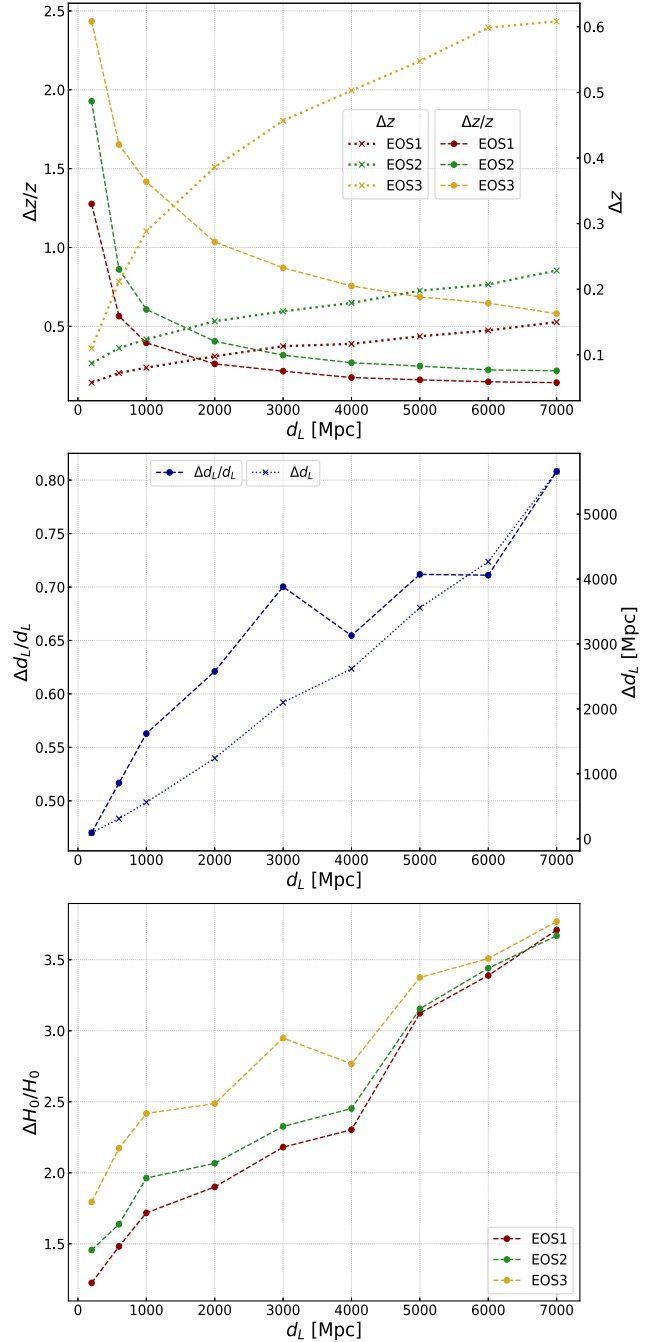 2.5
2.0
1.5
1.0
0.5
Δz/z
0.6
0.5
0.4
0.3
0.2
0.1
Δz
Δz Δz/z
EOS1 EOS1
EOS2 EOS2
EOS3 EOS3
0 1000 2000 3000 4000 5000 6000 7000
d_L [Mpc]
Δd_L/d_L Δd_L
0.80
0.75
0.70
0.65
0.60
0.55
0.50
Δd_L/d_L
5000
4000
3000
2000
1000
0
Δd_L [Mpc]
0 1000 2000 3000 4000 5000 6000 7000
d_L [Mpc]
3.5
3.0
2.5
2.0
1.5
ΔH_0/H_0
EOS1
EOS2
EOS3
0 1000 2000 3000 4000 5000 6000 7000
d_L [Mpc]